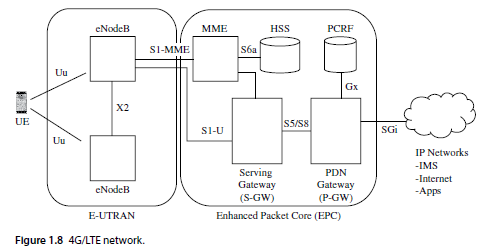 eNodeB
MME
HSS
PCRF
S1-MME
S6a
Uu
Gx
X2
UE
S1-U
S5/S8
SGi
Uu
IP Networks
-IMS
-Internet
-Apps
Serving
Gateway
(S-GW)
PDN
Gateway
(P-GW)
eNodeB
E-UTRAN
Enhanced Packet Core (EPC)
Figure 1.8 4G/LTE network.